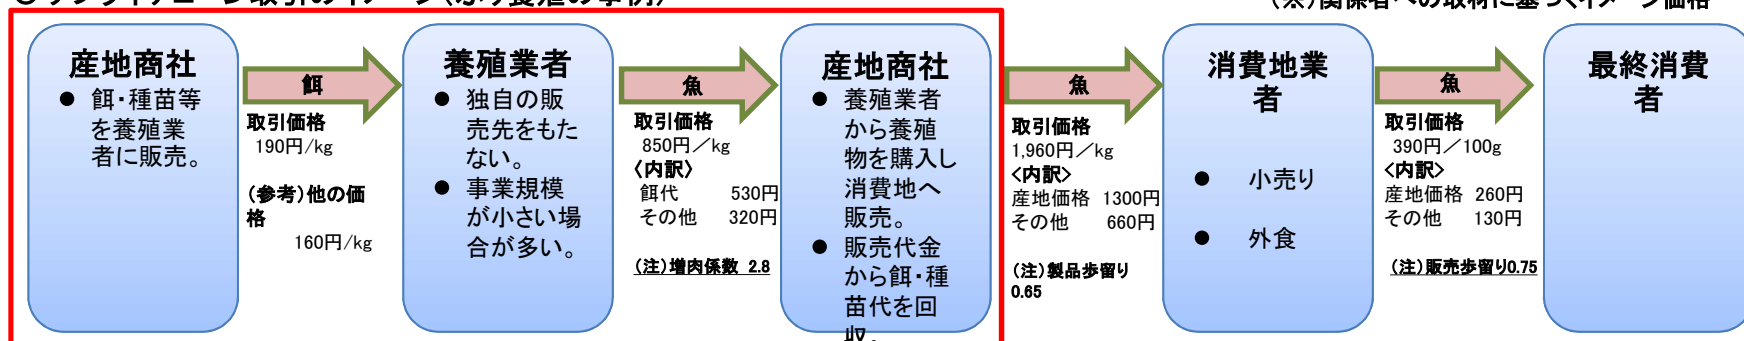 産地商社
● 餌・種苗等
を養殖業
者に販売。
餌
取引価格
190円/kg
(参考)他の価
格
160円/kg
養殖業者
● 独自の販
売先をもた
ない。
● 事業規模
が小さい場
合が多い。
魚
取引価格
850円／kg
<内訳>
餌代 530円
その他 320円
(注)増肉係数 2.8
産地商社
● 養殖業者
から養殖
物を購入し
消費地へ
販売。
● 販売代金
から餌・種
苗代を回
収。
魚
取引価格
1,960円／kg
<内訳>
産地価格 1300円
その他 660円
(注)製品歩留り
0.65
消費地業
者
● 小売り
● 外食
魚
取引価格
390円／100g
<内訳>
産地価格 260円
その他 130円
(注)販売歩留り0.75
最終消費
者